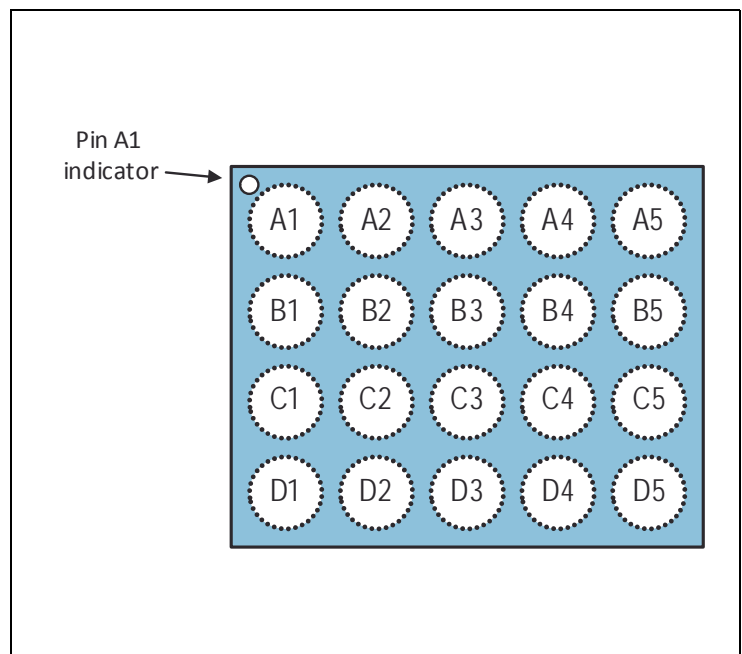 Pin A1
indicator
A1 A2 A3 A4 A5
B1 B2 B3 B4 B5
C1 C2 C3 C4 C5
D1 D2 D3 D4 D5